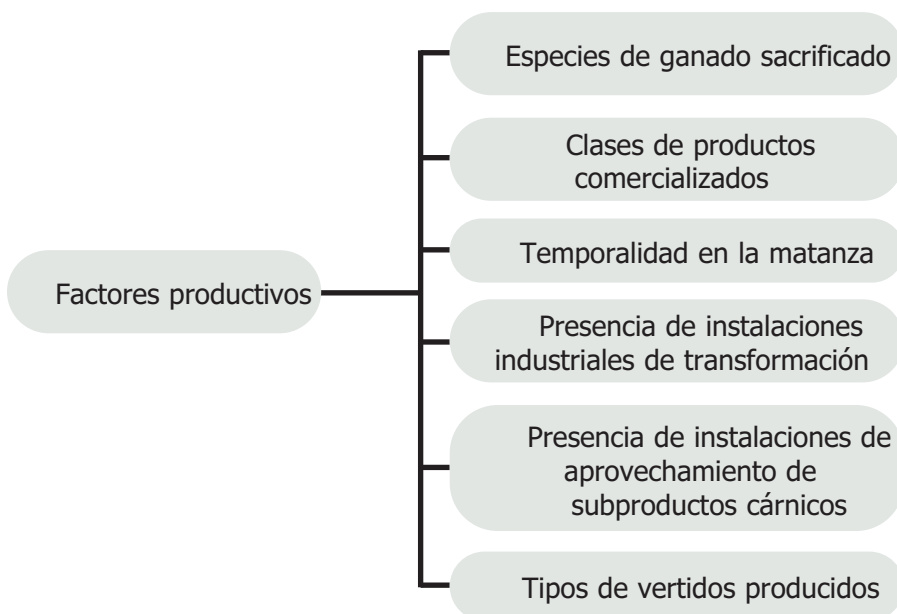 Especies de ganado sacrificado
Clases de productos
comercializados
Temporalidad en la matanza
Factores productivos
Presencia de instalaciones
industriales de transformación
Presencia de instalaciones de
aprovechamiento de
subproductos cárnicos
Tipos de vertidos producidos